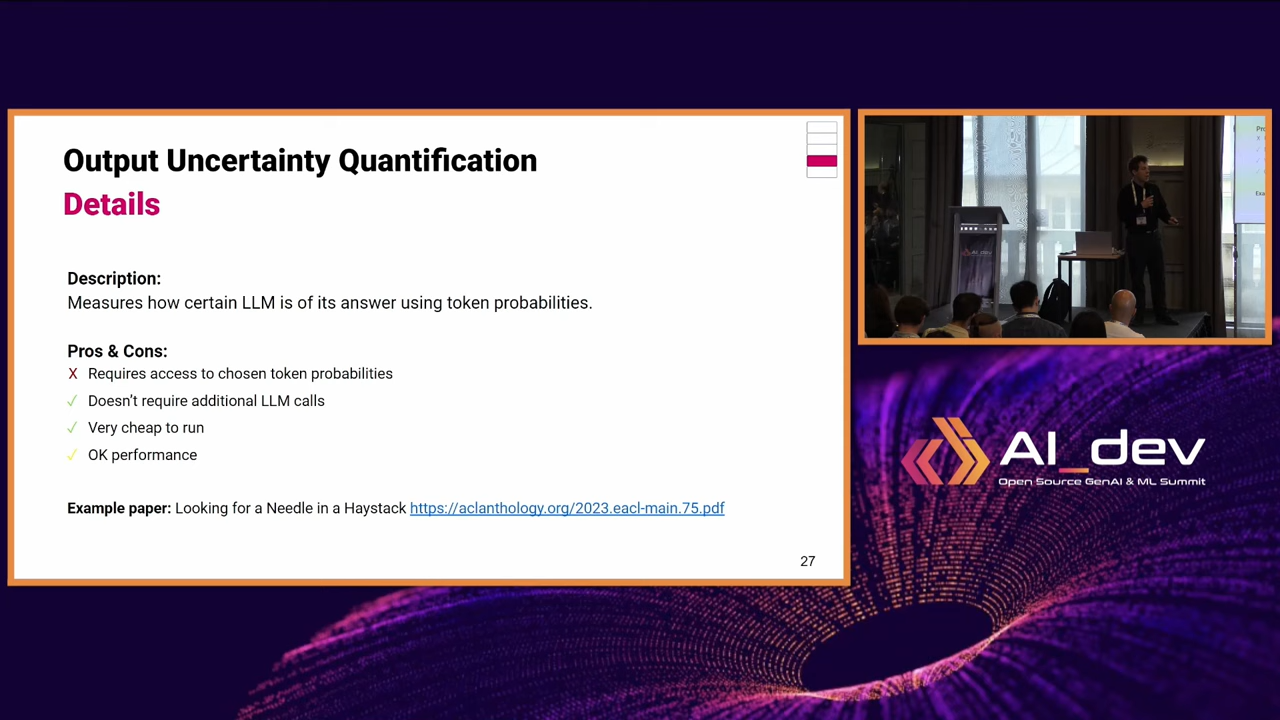 Output Uncertainty Quantification
Details
Description:
Measures how certain LLM is of its answer using token probabilities.
Pros & Cons:
X Requires access to chosen token probabilities
✓ Doesn't require additional LLM calls
✓ Very cheap to run
✓ OK performance
Example paper: Looking for a Needle in a Haystack https://aclanthology.org/2023.eacl-main.75.pdf
27
AI_dev
Open Source GenAI & ML Summit